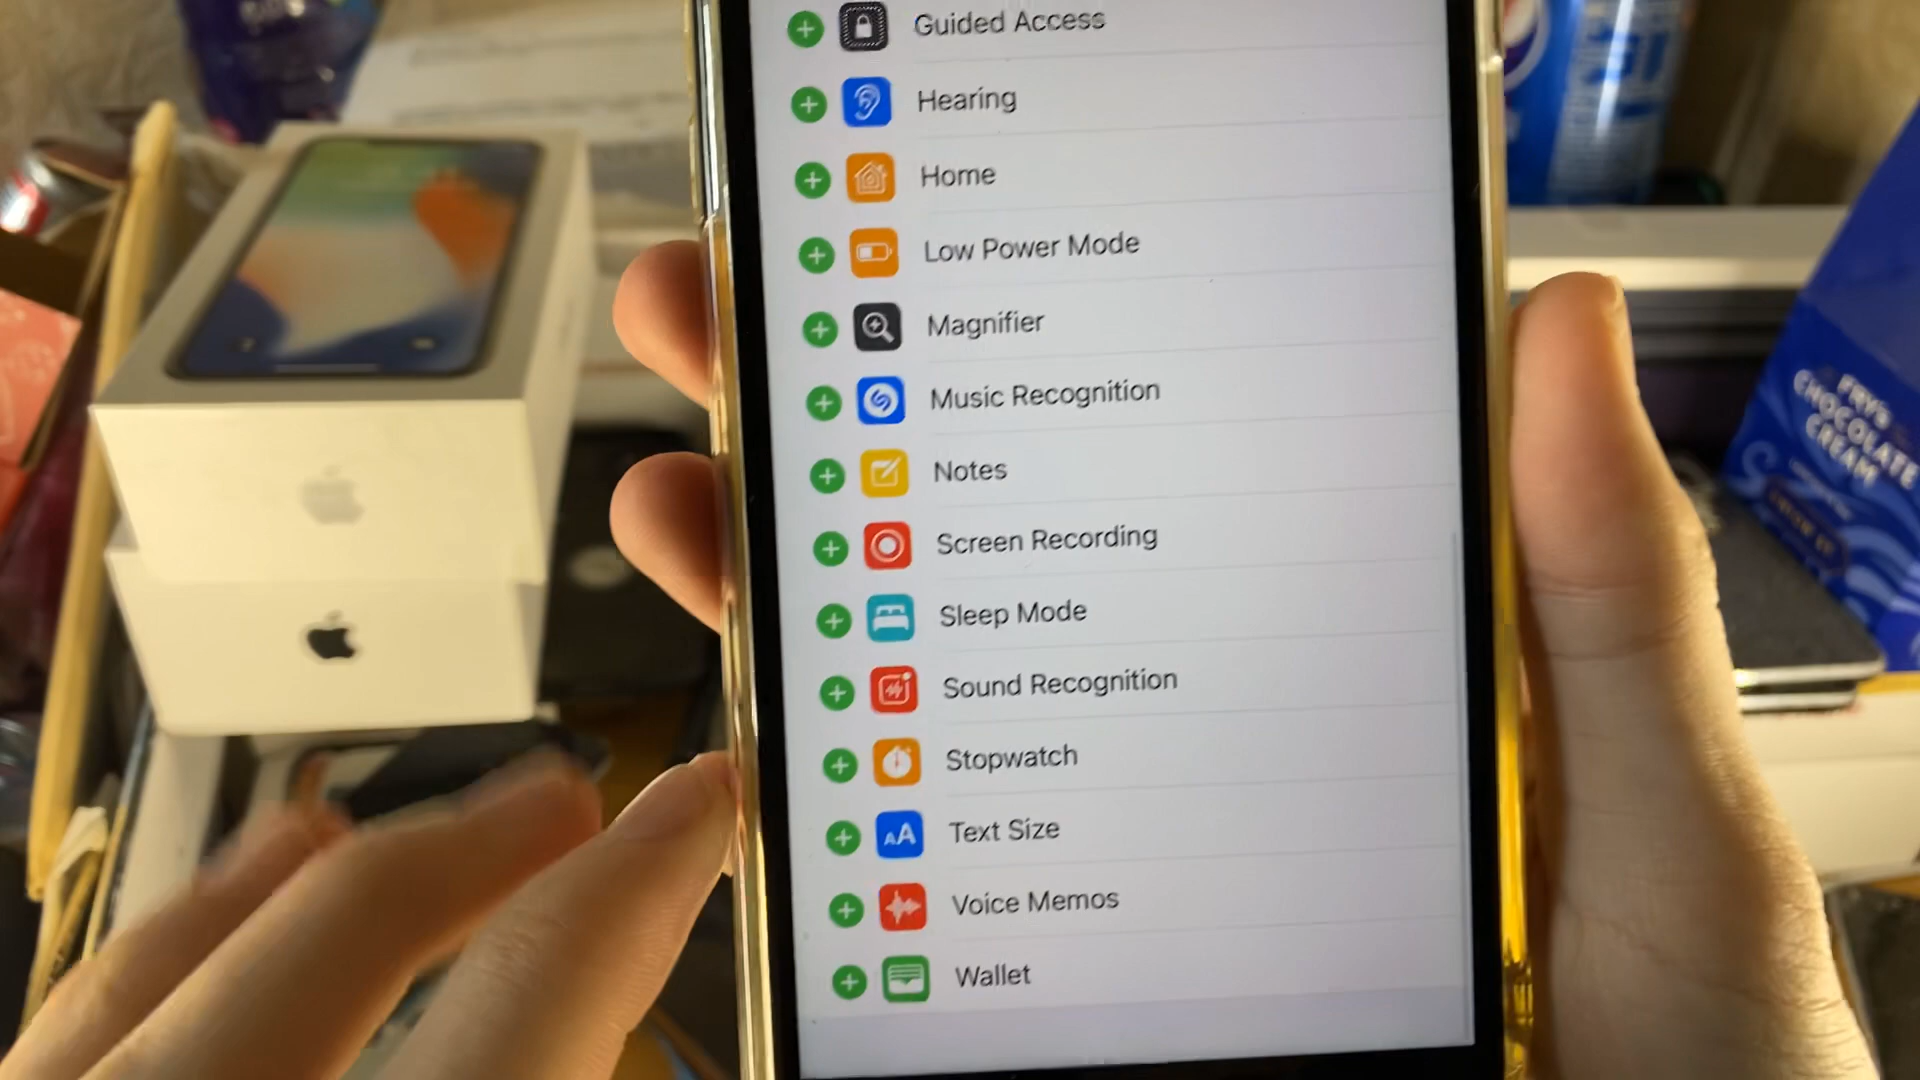 Guided Access
Hearing
Home
Low Power Mode
Magnifier
Music Recognition
Notes
Screen Recording
Sleep Mode
Sound Recognition
Stopwatch
AA Text Size
Voice Memos
Wallet
FRY'S
CHOCOLATE
CREAM